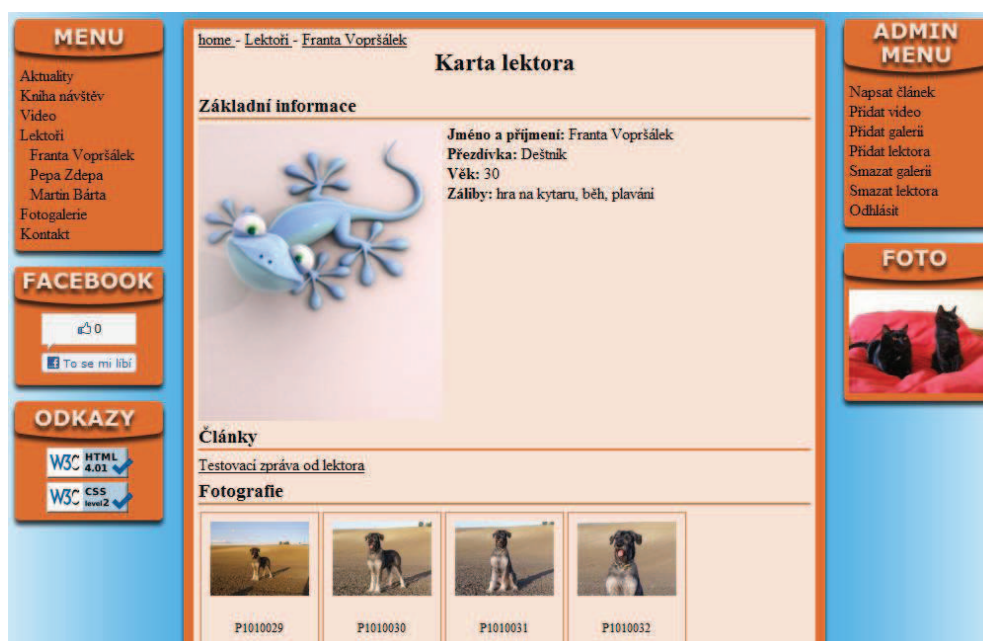 MENU
Aktuality
Kniha návštěv
Video
Lektoři
Franta Vopršálek
Pepa Zdepa
Martin Bárta
Fotogalerie
Kontakt
FACEBOOK
0
To se mi líbí
ODKAZY
W3C HTML 4.01
W3C CSS level2
home - Lektoři - Franta Vopršálek
Karta lektora
Základní informace
Jméno a příjmení: Franta Vopršálek
Přezdívka: Deštník
Věk: 30
Záliby: hra na kytaru, běh, plavání
Články
Testovací zpráva od lektora
Fotografie
P1010029 P1010030 P1010031 P1010032
ADMIN
MENU
Napsat článek
Přidat video
Přidat galerii
Přidat lektora
Smazat galerii
Smazat lektora
Odhlásit
FOTO